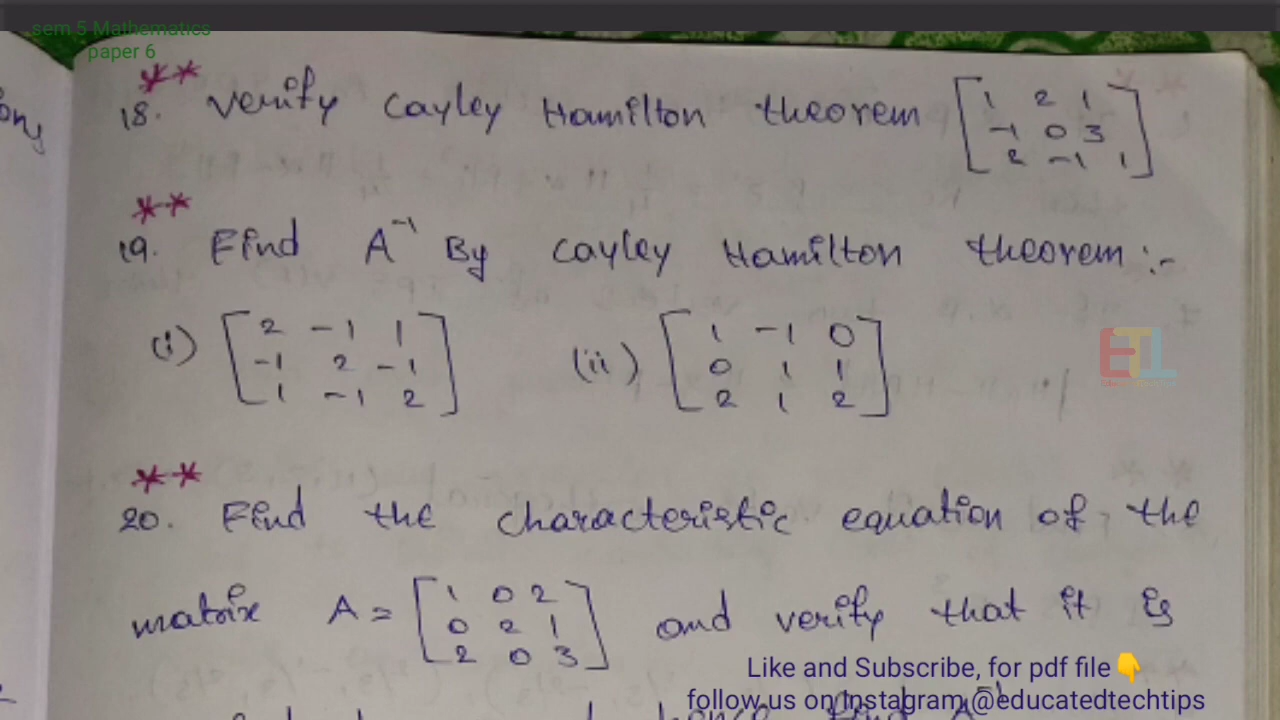 sem 5 Mathematics
paper 6
**
18. Verify Cayley Hamilton theorem [1 2 1
-1 0 3
2 -1 1]
**
19. Find A⁻¹ By Cayley Hamilton theorem :-
(i) [2 -1 1
-1 2 -1
1 -1 2]
(ii) [1 -1 0
0 1 1
2 1 2]
**
20. Find the characteristic equation of the
matrix A = [1 0 2
0 2 1
2 0 3] and verify that it is
Like and Subscribe, for pdf file👇
follow us on Instagram @educatedtechtips
ETL